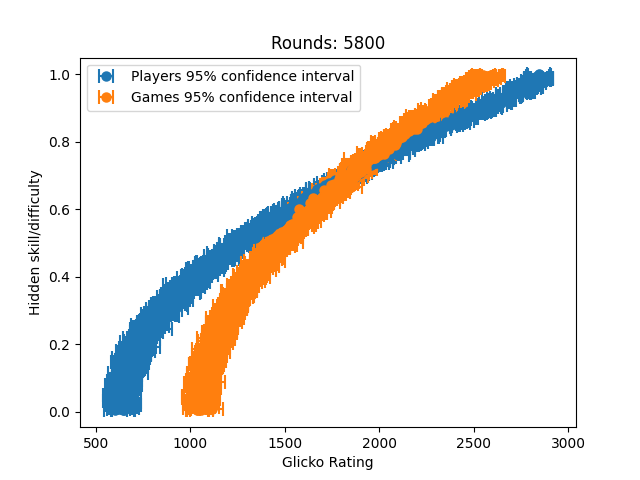 Rounds: 5800
Players 95% confidence interval
Games 95% confidence interval
1.0
0.8
0.6
0.4
0.2
0.0
Hidden skill/difficulty
500 1000 1500 2000 2500 3000
Glicko Rating